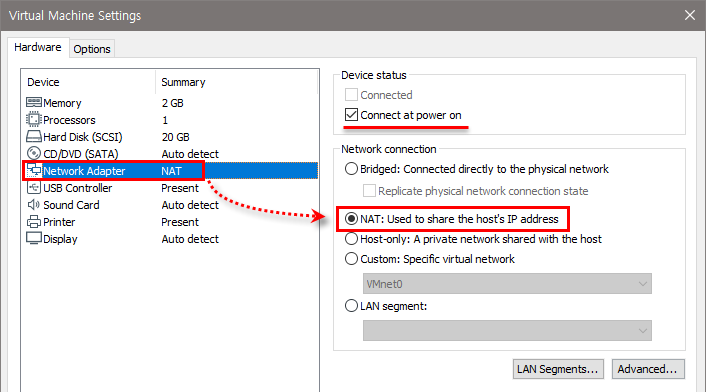 Virtual Machine Settings
Hardware Options
Device Summary
Memory 2 GB
Processors 1
Hard Disk (SCSI) 20 GB
CD/DVD (SATA) Auto detect
Network Adapter NAT
USB Controller Present
Sound Card Auto detect
Printer Present
Display Auto detect
Device status
Connected
Connect at power on
Network connection
Bridged: Connected directly to the physical network
Replicate physical network connection state
NAT: Used to share the host's IP address
Host-only: A private network shared with the host
Custom: Specific virtual network
VMnet0
LAN segment:
LAN Segments... Advanced...